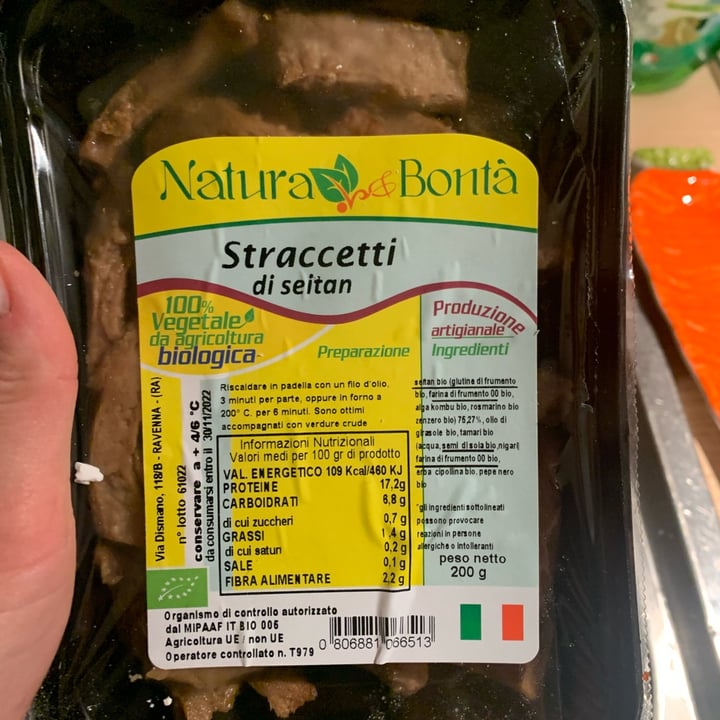 Natura & Bontà
Straccetti
di seitan
100%
Vegetale
da agricoltura
biologica
Produzione
artigianale
Preparazione
Riscaldare in padella con un filo d'olio,
3 minuti per parte, oppure in forno a
200° C. per 6 minuti. Sono ottimi
accompagnati con verdure crude
Ingredienti
seitan bio (glutine di frumento
bio, farina di frumento 00 bio,
alga kombu bio, rosmarino bio
zenzero bio) 75,27%, olio di
girasole bio, tamari bio
(acqua, semi di soia bio, nigari)
farina di frumento 00 bio,
erba cipollina bio, pepe nero
bio
*gli ingredienti sottolineati
possono provocare
reazioni in persone
allergiche o intolleranti
peso netto
200 g
Informazioni Nutrizionali
Valori medi per 100 gr di prodotto
VAL. ENERGETICO 109 Kcal/460 KJ
PROTEINE 17,2g
CARBOIDRATI 6,8 g
di cui zuccheri 0,7 g
GRASSI 1,4 g
di cui saturi 0,2 g
SALE 0,1 g
FIBRA ALIMENTARE 2,2 g
Via Dismano, 118/B - RAVENNA - (RA)
n° lotto 61022
conservare a + 4/6 °C
da consumarsi entro il 30/11/2022
Organismo di controllo autorizzato
dal MiPAAF IT BIO 006
Agricoltura UE / non UE
Operatore controllato n. T979
0 806881 066513